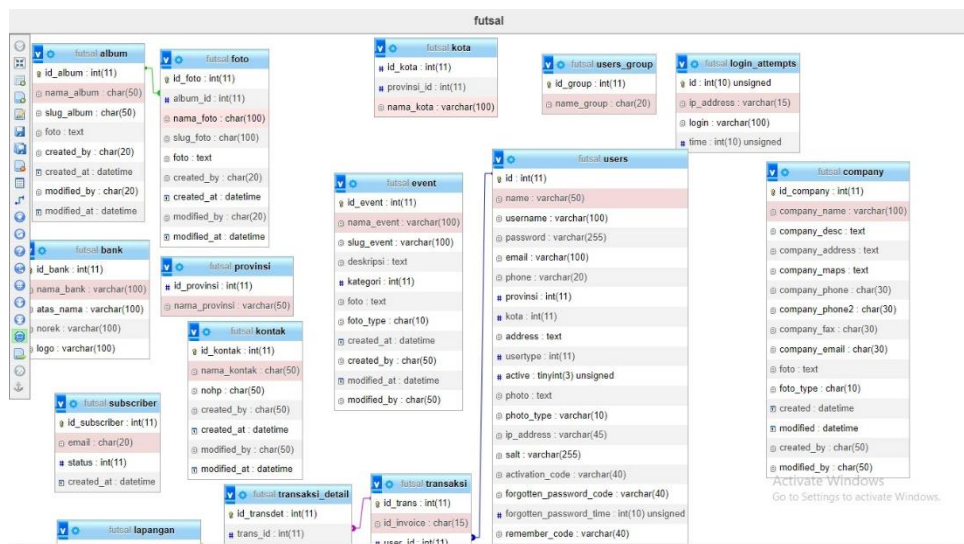 futsal
futsal album
id_album : int(11)
nama_album : char(50)
slug_album : char(50)
foto : text
created_by : char(20)
created_at : datetime
modified_by : char(20)
modified_at : datetime
futsal foto
id_foto : int(11)
album_id : int(11)
nama_foto : char(100)
slug_foto : char(100)
foto : text
created_by : char(20)
created_at : datetime
modified_by : char(20)
modified_at : datetime
futsal kota
id_kota : int(11)
provinsi_id : int(11)
nama_kota : varchar(100)
futsal users_group
id_group : int(11)
name_group : char(20)
futsal login_attempts
id : int(10) unsigned
ip_address : varchar(15)
login : varchar(100)
time : int(10) unsigned
futsal bank
id_bank : int(11)
nama_bank : varchar(100)
atas_nama : varchar(100)
norek : varchar(100)
logo : varchar(100)
futsal provinsi
id_provinsi : int(11)
nama_provinsi : varchar(50)
futsal event
id_event : int(11)
nama_event : varchar(100)
slug_event : varchar(100)
deskripsi : text
kategori : int(11)
foto : text
foto_type : char(10)
created_at : datetime
created_by : char(50)
modified_at : datetime
modified_by : char(50)
futsal users
id : int(11)
name : varchar(50)
username : varchar(100)
password : varchar(255)
email : varchar(100)
phone : varchar(20)
provinsi : int(11)
kota : int(11)
address : text
usertype : int(11)
active : tinyint(3) unsigned
photo : text
photo_type : varchar(10)
ip_address : varchar(45)
salt : varchar(255)
activation_code : varchar(40)
forgotten_password_code : varchar(40)
forgotten_password_time : int(10) unsigned
remember_code : varchar(40)
futsal company
id_company : int(11)
company_name : varchar(100)
company_desc : text
company_address : text
company_maps : text
company_phone : char(30)
company_phone2 : char(30)
company_fax : char(30)
company_email : char(30)
foto : text
foto_type : char(10)
created : datetime
modified : datetime
created_by : char(50)
modified_by : char(50)
futsal kontak
id_kontak : int(11)
nama_kontak : char(50)
nohp : char(50)
created_by : char(50)
created_at : datetime
modified_by : char(50)
modified_at : datetime
futsal subscriber
id_subscriber : int(11)
email : char(20)
status : int(11)
created_at : datetime
futsal transaksi_detail
id_transdet : int(11)
trans_id : int(11)
futsal transaksi
id_trans : int(11)
id_invoice : char(15)
user_id : int(11)
futsal lapangan
Activate Windows
Go to Settings to activate Windows.